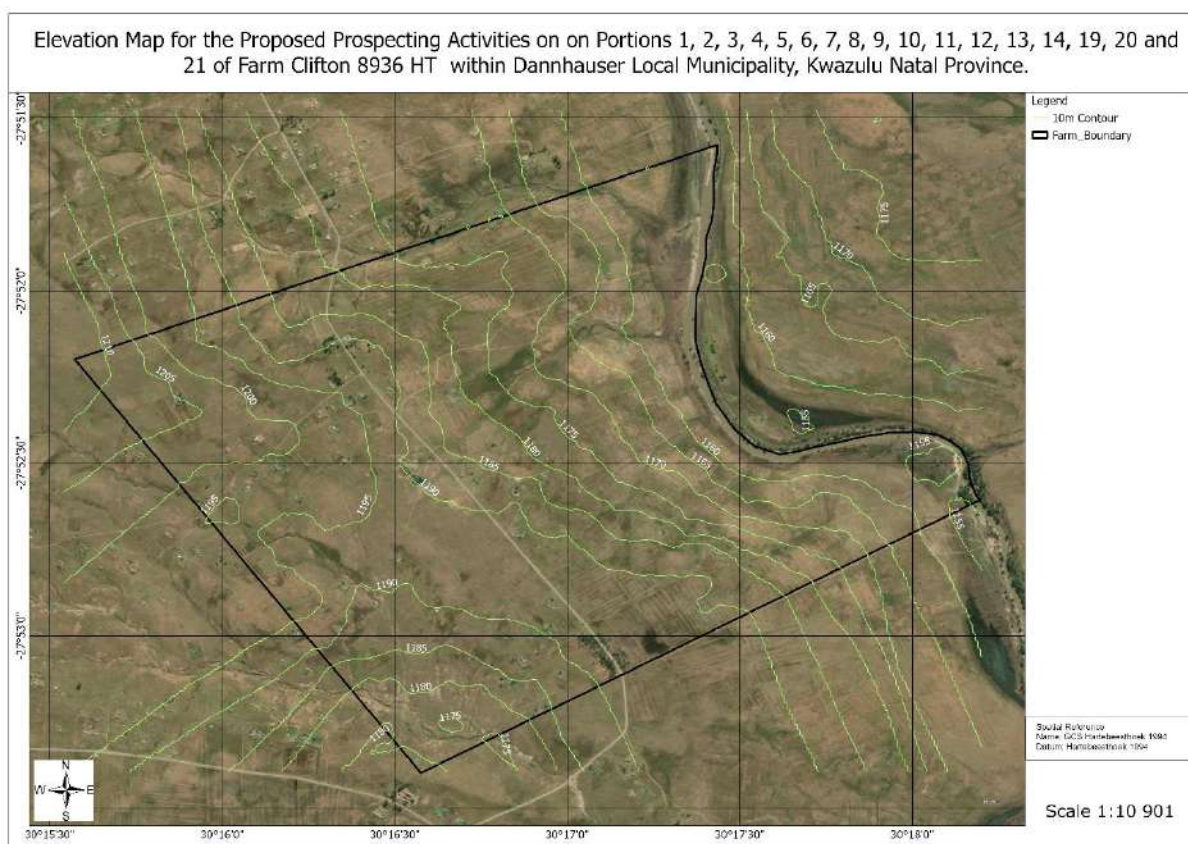 Elevation Map for the Proposed Prospecting Activities on on Portions 1, 2, 3, 4, 5, 6, 7, 8, 9, 10, 11, 12, 13, 14, 19, 20 and
21 of Farm Clifton 8936 HT within Dannhauser Local Municipality, Kwazulu Natal Province.
Legend
10m Contour
Farm_Boundary
-27°51'30"
-27°52'0"
-27°52'30"
-27°53'0"
1175
1170
1165
1160
1210
1205
1200
1155
1155
1175
1180
1160
1165
1170
1185
1190
1195
1195
1155
1190
1185
1180
1175
1180
1175
N
W E
S
30°15'30"
30°16'0"
30°16'30"
30°17'0"
30°17'30"
30°18'0"
Spatial Reference
Name: GCS Hartebeesthoek 1994
Datum: Hartebeesthoek 1994
Scale 1:10 901